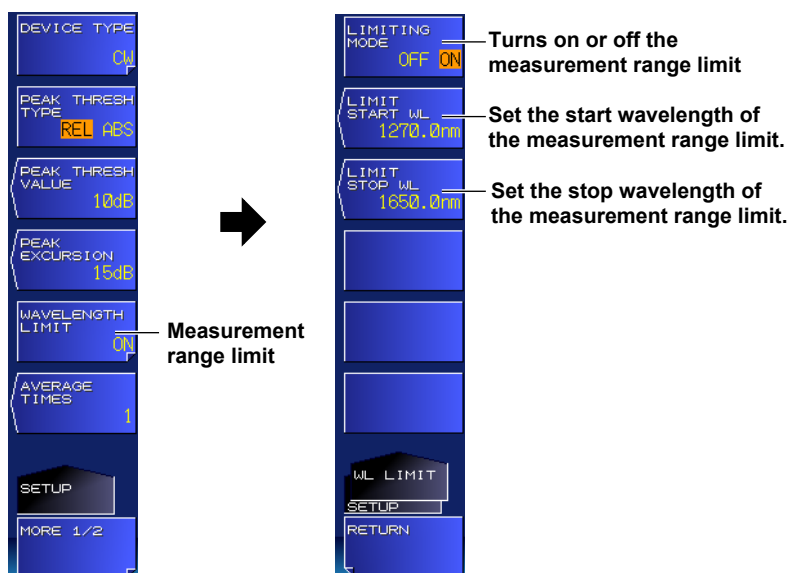 DEVICE TYPE
CW
PEAK THRESH
TYPE
REL ABS
PEAK THRESH
VALUE
10dB
PEAK
EXCURSION
15dB
WAVELENGTH
LIMIT
ON
AVERAGE
TIMES
1
SETUP
MORE 1/2
Measurement
range limit
LIMITING
MODE
OFF ON
LIMIT
START WL
1270.0nm
LIMIT
STOP WL
1650.0nm
WL LIMIT
SETUP
RETURN
Turns on or off the
measurement range limit
Set the start wavelength of
the measurement range limit.
Set the stop wavelength of
the measurement range limit.